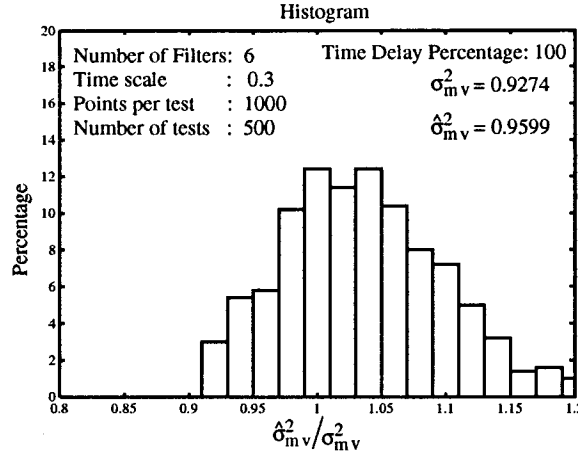 Histogram
Number of Filters: 6
Time scale : 0.3
Points per test : 1000
Number of tests : 500
Time Delay Percentage: 100
σ²ₘᵥ = 0.9274
σ̂²ₘᵥ = 0.9599
Percentage
20
18
16
14
12
10
8
6
4
2
0
0.8
0.85
0.9
0.95
1
1.05
1.1
1.15
1.2
σ̂²ₘᵥ/σ²ₘᵥ